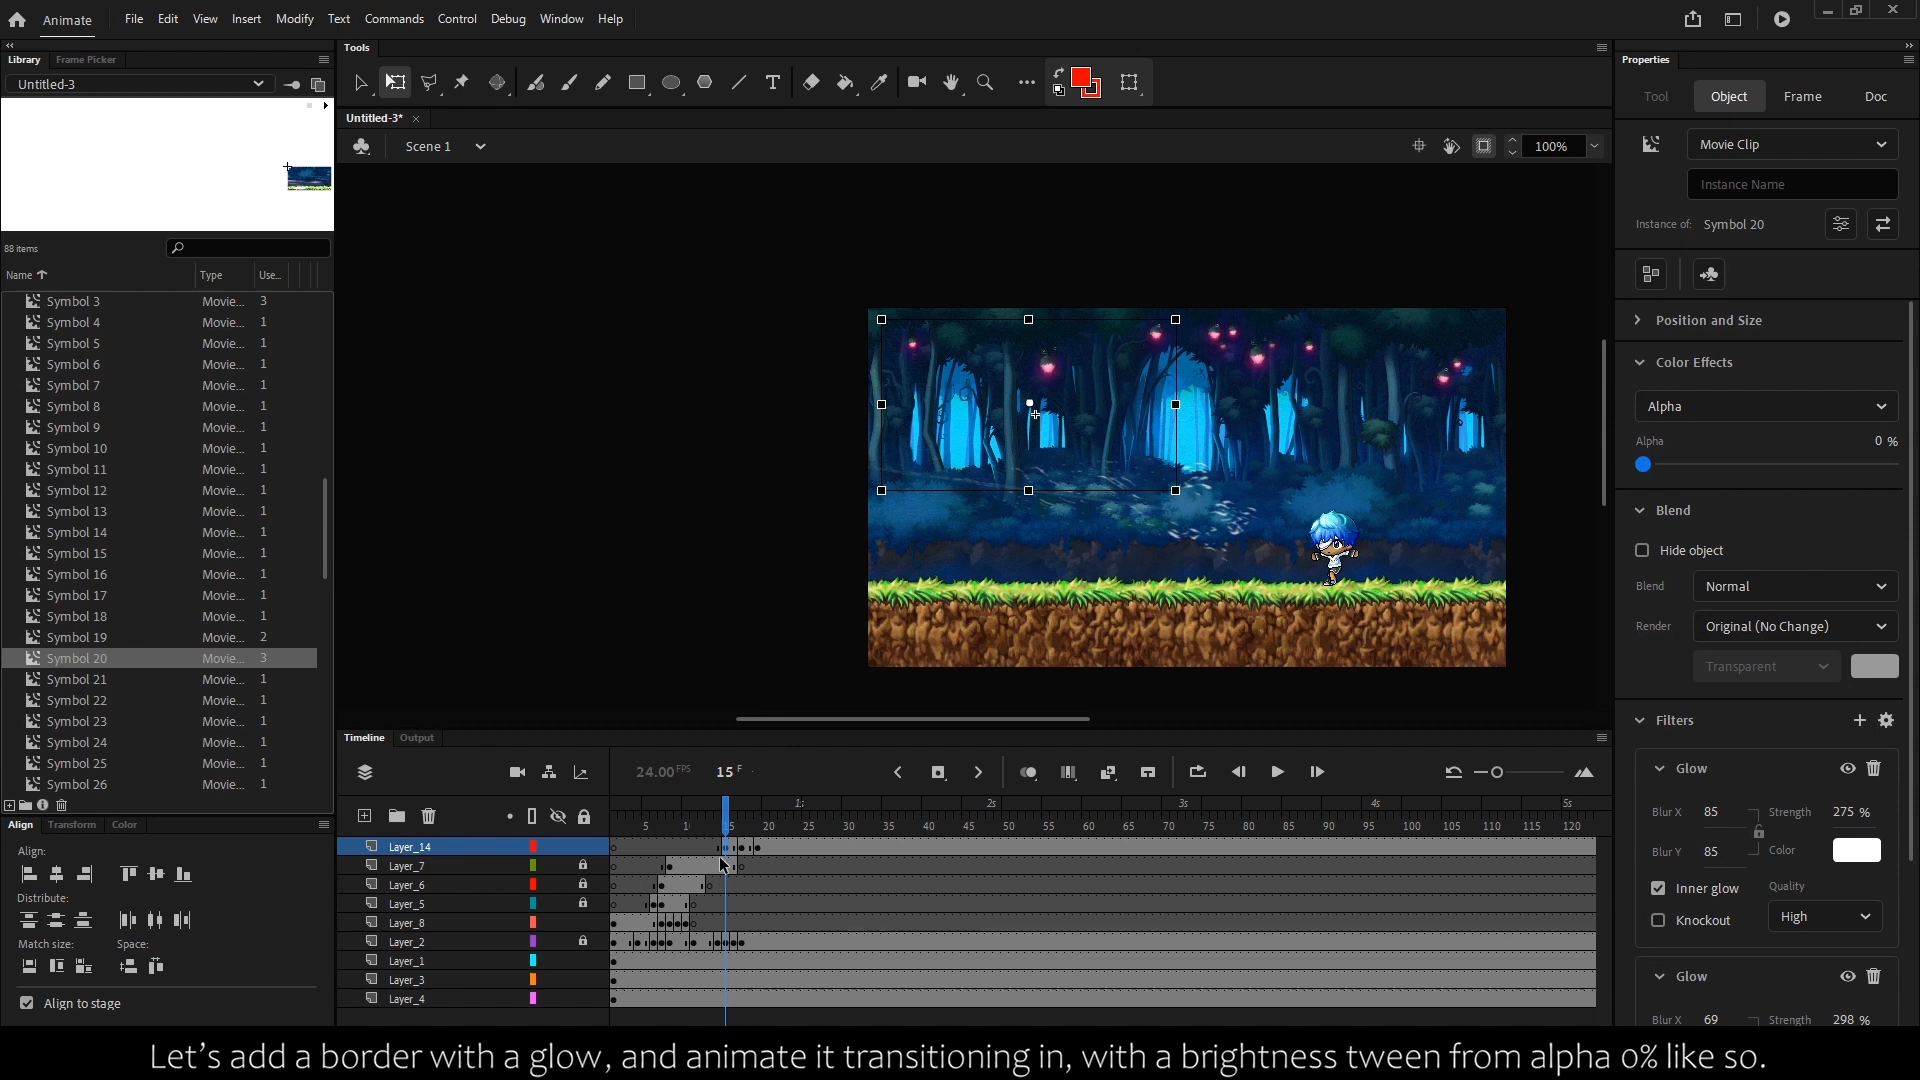 Animate File Edit View Insert Modify Text Commands Control Debug Window Help
Library Frame Picker
Untitled-3
88 items
Name Type Use...
Symbol 3 Movie... 3
Symbol 4 Movie... 1
Symbol 5 Movie... 1
Symbol 6 Movie... 1
Symbol 7 Movie... 1
Symbol 8 Movie... 1
Symbol 9 Movie... 1
Symbol 10 Movie... 1
Symbol 11 Movie... 1
Symbol 12 Movie... 1
Symbol 13 Movie... 1
Symbol 14 Movie... 1
Symbol 15 Movie... 1
Symbol 16 Movie... 1
Symbol 17 Movie... 1
Symbol 18 Movie... 1
Symbol 19 Movie... 2
Symbol 20 Movie... 3
Symbol 21 Movie... 1
Symbol 22 Movie... 1
Symbol 23 Movie... 1
Symbol 24 Movie... 1
Symbol 25 Movie... 1
Symbol 26 Movie... 1
Align Transform Color
Align:
Distribute:
Match size: Space:
Align to stage
Tools
Untitled-3*
Scene 1
100%
Timeline Output
24.00 FPS 15 F
1s 2s 3s 4s 5s
5 20 25 30 35 40 45 50 55 60 65 70 75 80 85 90 95 100 105 110 115 120
Layer_14
Layer_7
Layer_6
Layer_5
Layer_8
Layer_2
Layer_1
Layer_3
Layer_4
Properties
Tool Object Frame Doc
Movie Clip
Instance Name
Instance of: Symbol 20
Position and Size
Color Effects
Alpha
Alpha 0 %
Blend
Hide object
Blend Normal
Render Original (No Change)
Transparent
Filters
Glow
Blur X 85 Strength 275 %
Blur Y 85 Color
Inner glow Quality
Knockout High
Glow
Blur X 69 Strength 298 %
Let's add a border with a glow, and animate it transitioning in, with a brightness tween from alpha 0% like so.